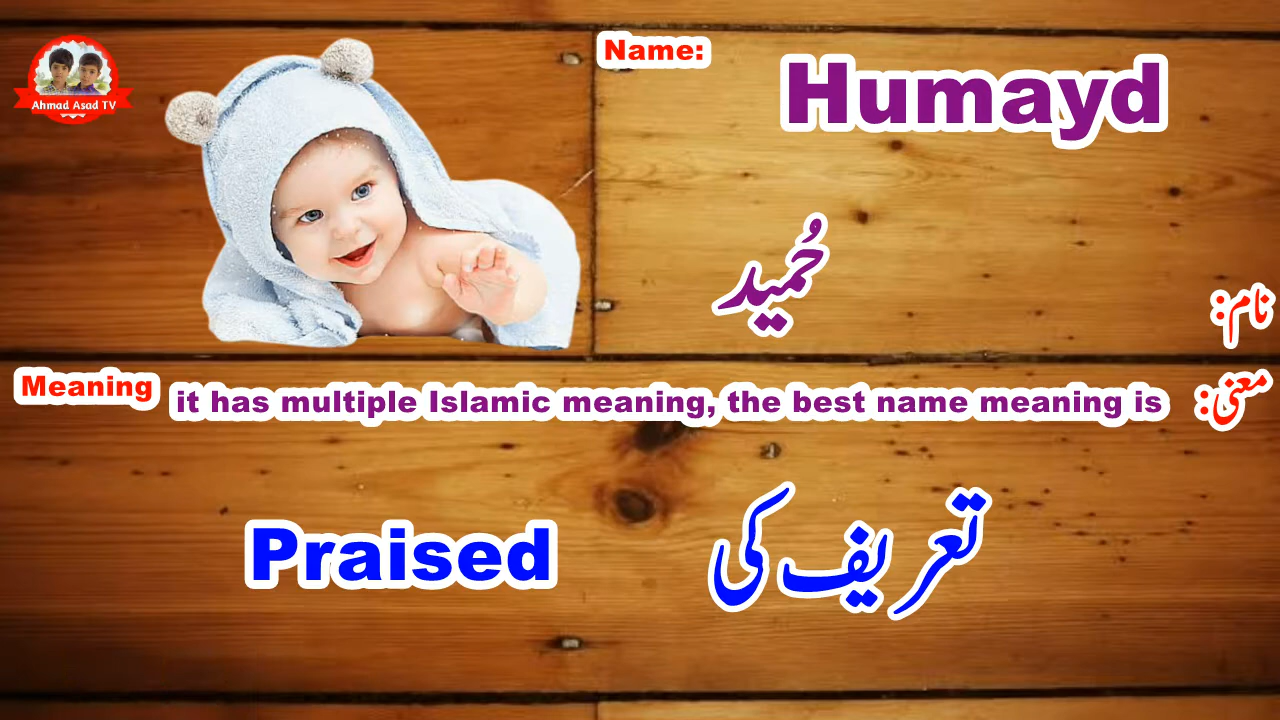 Ahmad Asad TV
Name:
Humayd
حُمید
نام:
Meaning
it has multiple Islamic meaning, the best name meaning is
معنی:
Praised
تعریف کی